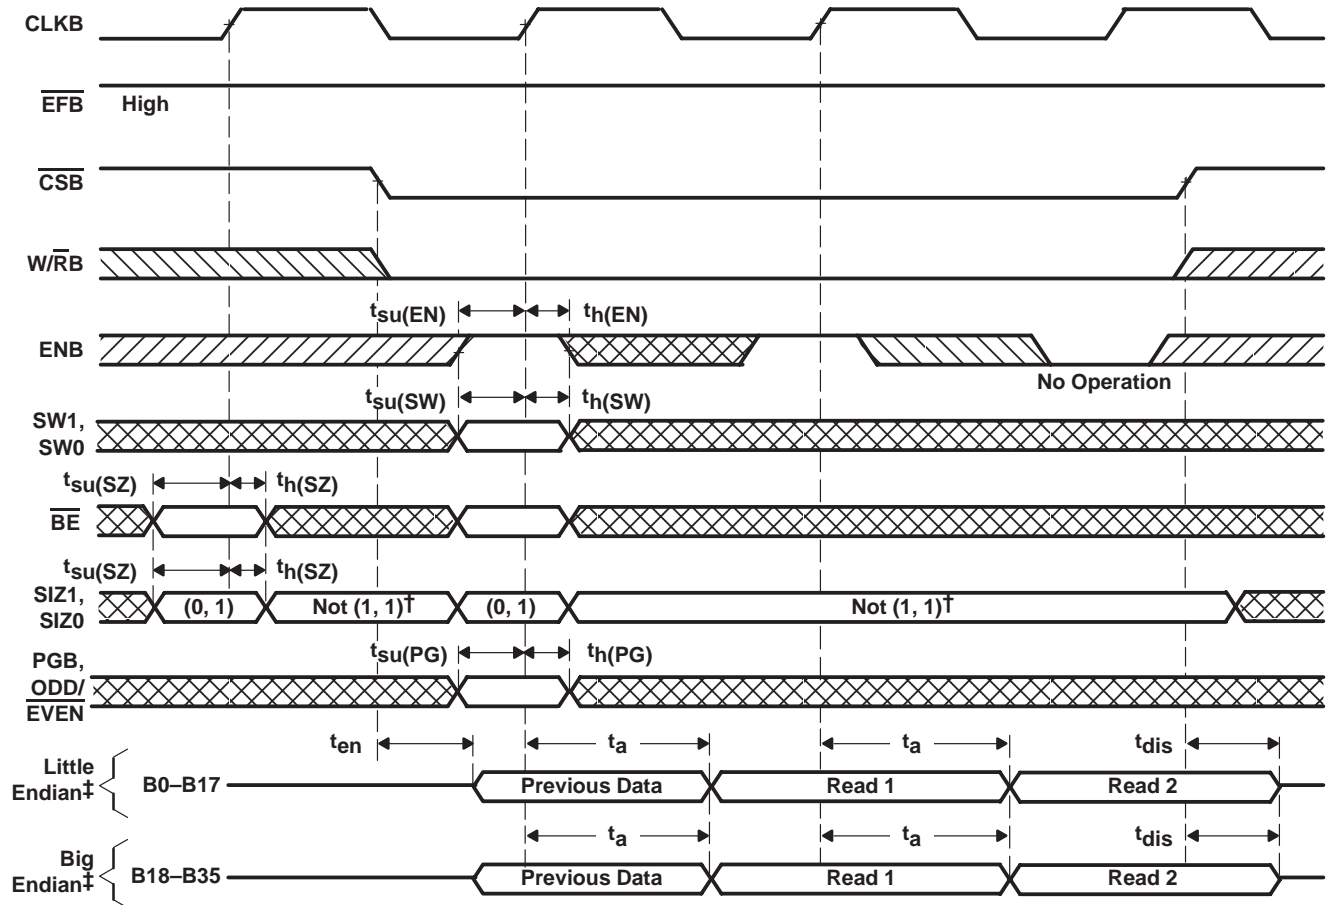 CLKB
EFB High
CSB
W/RB
tsu(EN) th(EN)
ENB
No Operation
tsu(SW) th(SW)
SW1,
SW0
tsu(SZ) th(SZ)
BE
tsu(SZ) th(SZ)
SIZ1,
SIZ0
(0, 1) Not (1, 1)† (0, 1) Not (1, 1)†
tsu(PG) th(PG)
PGB,
ODD/
EVEN
ten ta ta tdis
Little
Endian‡
B0–B17 Previous Data Read 1 Read 2
ta ta tdis
Big
Endian‡
B18–B35 Previous Data Read 1 Read 2